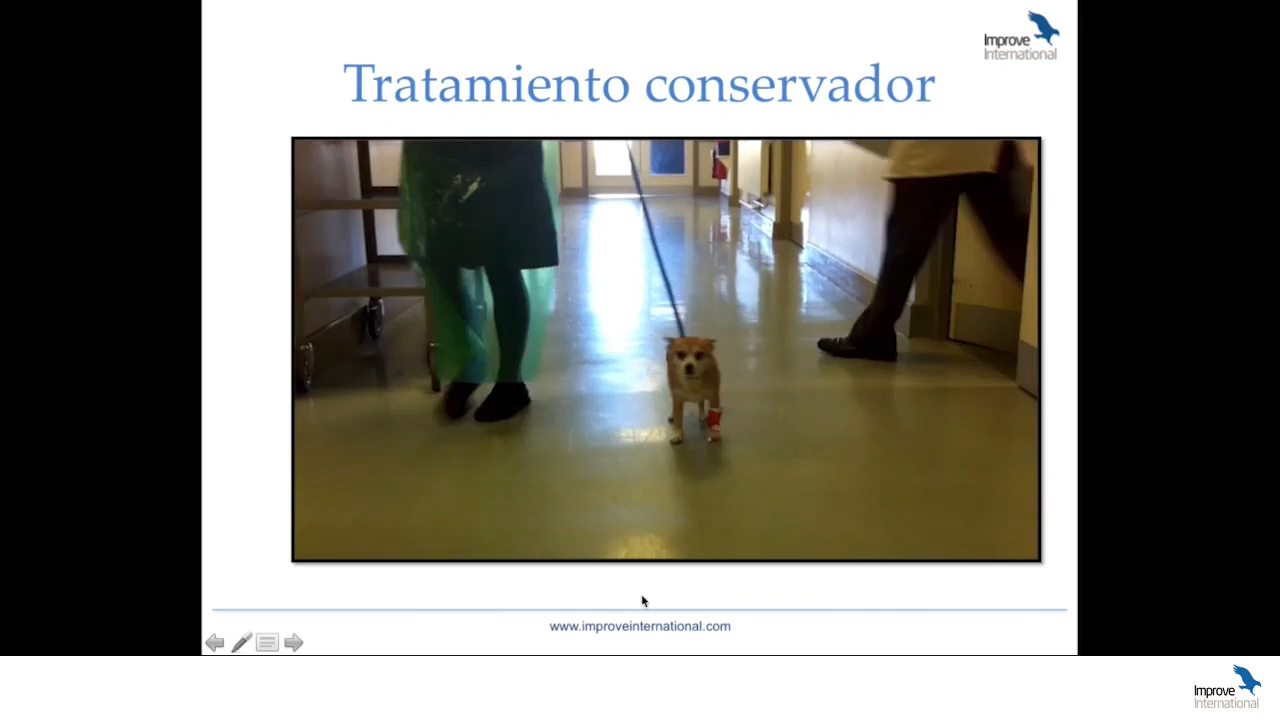 Improve
International
Tratamiento conservador
www.improveinternational.com
Improve
International